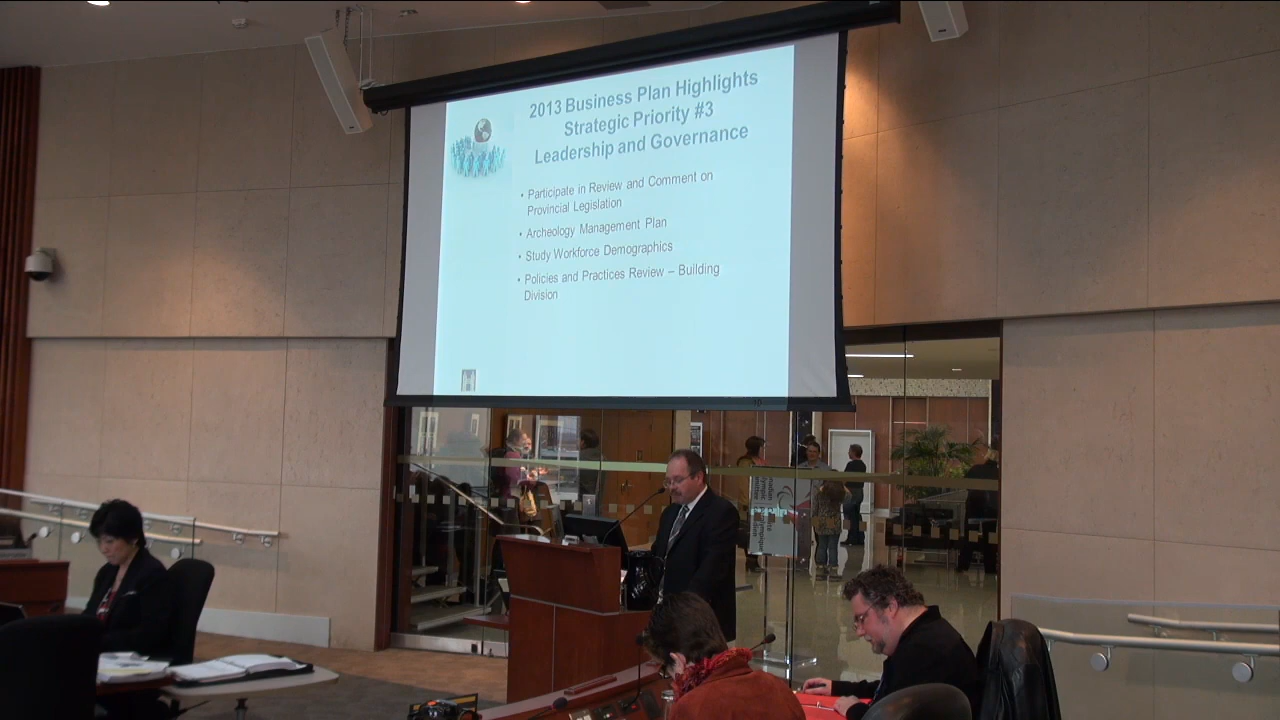 2013 Business Plan Highlights
Strategic Priority #3
Leadership and Governance
• Participate in Review and Comment on
Provincial Legislation
• Archeology Management Plan
• Study Workforce Demographics
• Policies and Practices Review – Building
Division